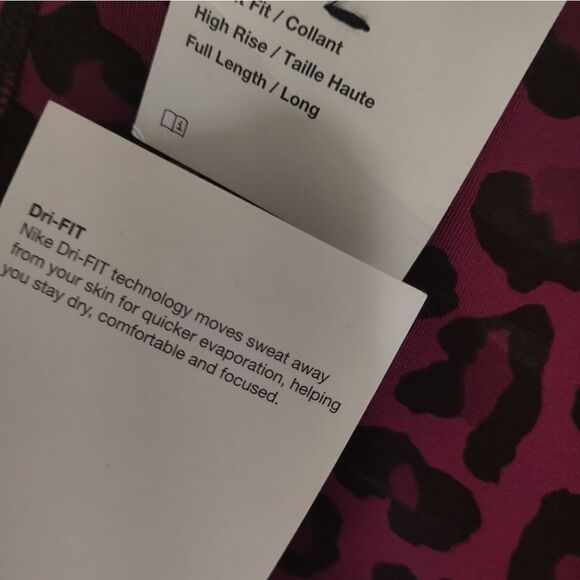 Fit / Collant
High Rise / Taille Haute
Full Length / Long
Dri-FIT
Nike Dri-FIT technology moves sweat away
from your skin for quicker evaporation, helping
you stay dry, comfortable and focused.